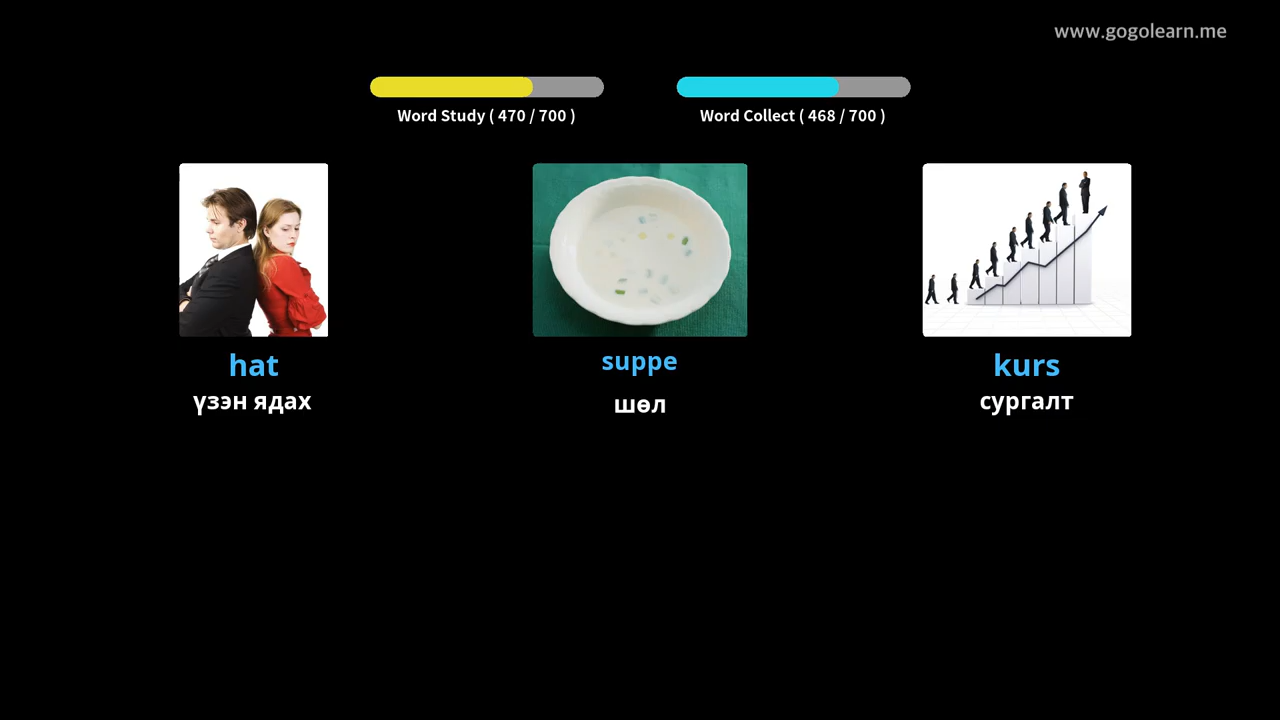 www.gogolearn.me
Word Study ( 470 / 700 )
Word Collect ( 468 / 700 )
hat
үзэн ядах
suppe
шөл
kurs
сургалт